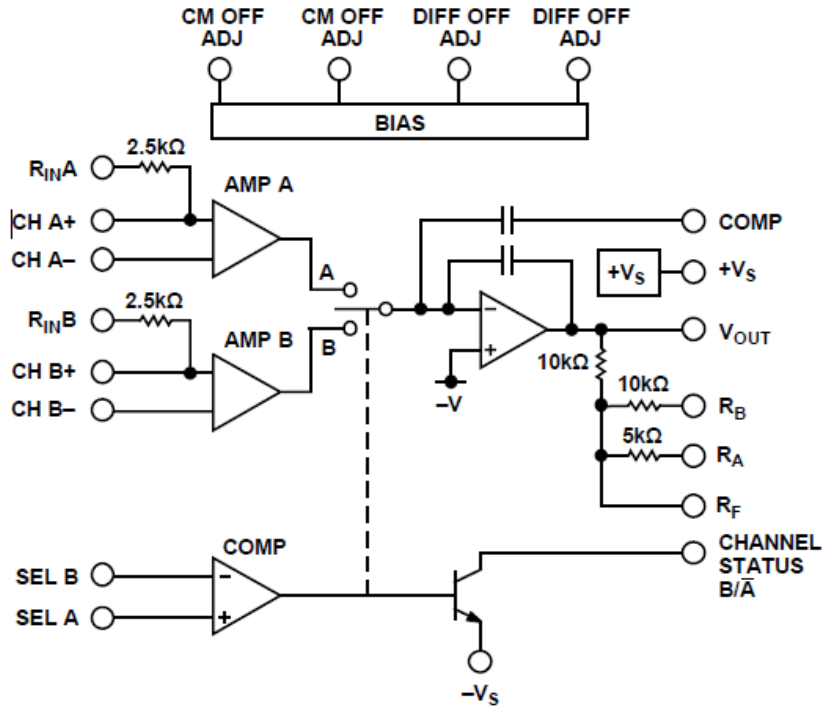 CM OFF
ADJ
CM OFF
ADJ
DIFF OFF
ADJ
DIFF OFF
ADJ
BIAS
RINA
2.5kΩ
AMP A
CH A+
CH A–
A
COMP
+VS
+VS
RINB
2.5kΩ
AMP B
B
CH B+
CH B–
–
+
–V
VOUT
10kΩ
10kΩ
RB
5kΩ
RA
RF
COMP
SEL B
–
SEL A
+
CHANNEL
STATUS
B/A̅
–VS